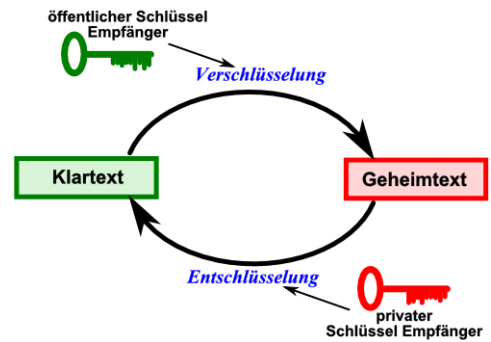 öffentlicher Schlüssel
Empfänger
Verschlüsselung
Klartext
Geheimtext
Entschlüsselung
privater
Schlüssel Empfänger